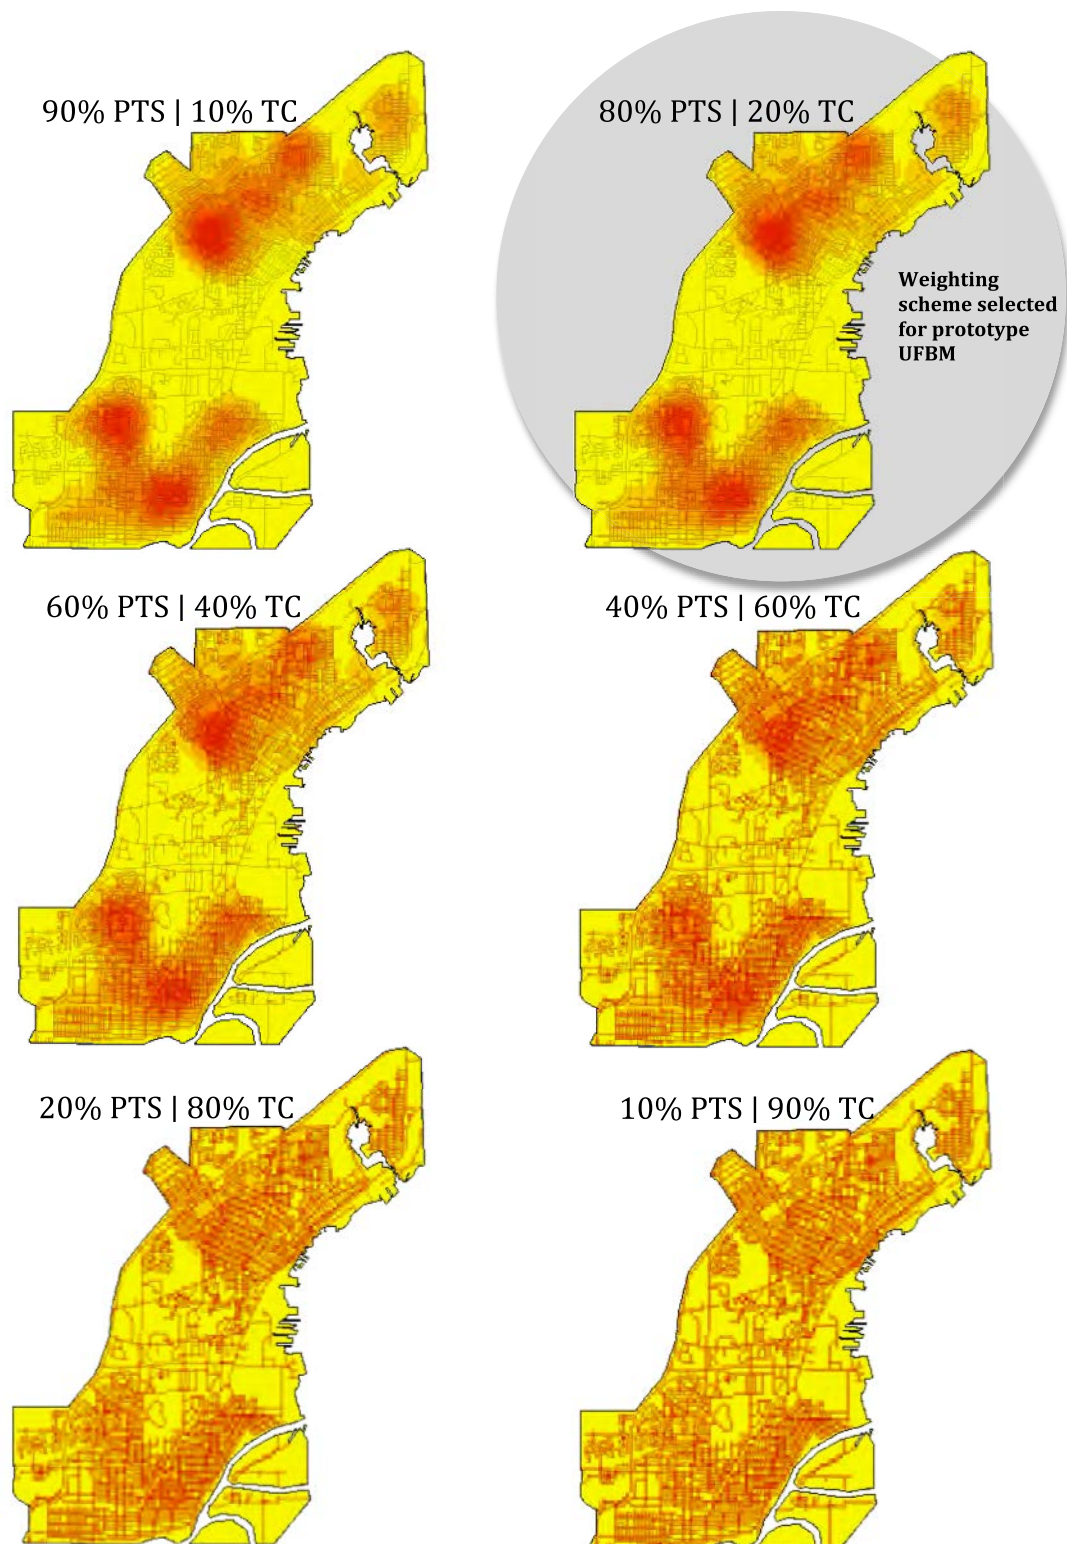 90% PTS | 10% TC
80% PTS | 20% TC
Weighting
scheme selected
for prototype
UFBM
60% PTS | 40% TC
40% PTS | 60% TC
20% PTS | 80% TC
10% PTS | 90% TC